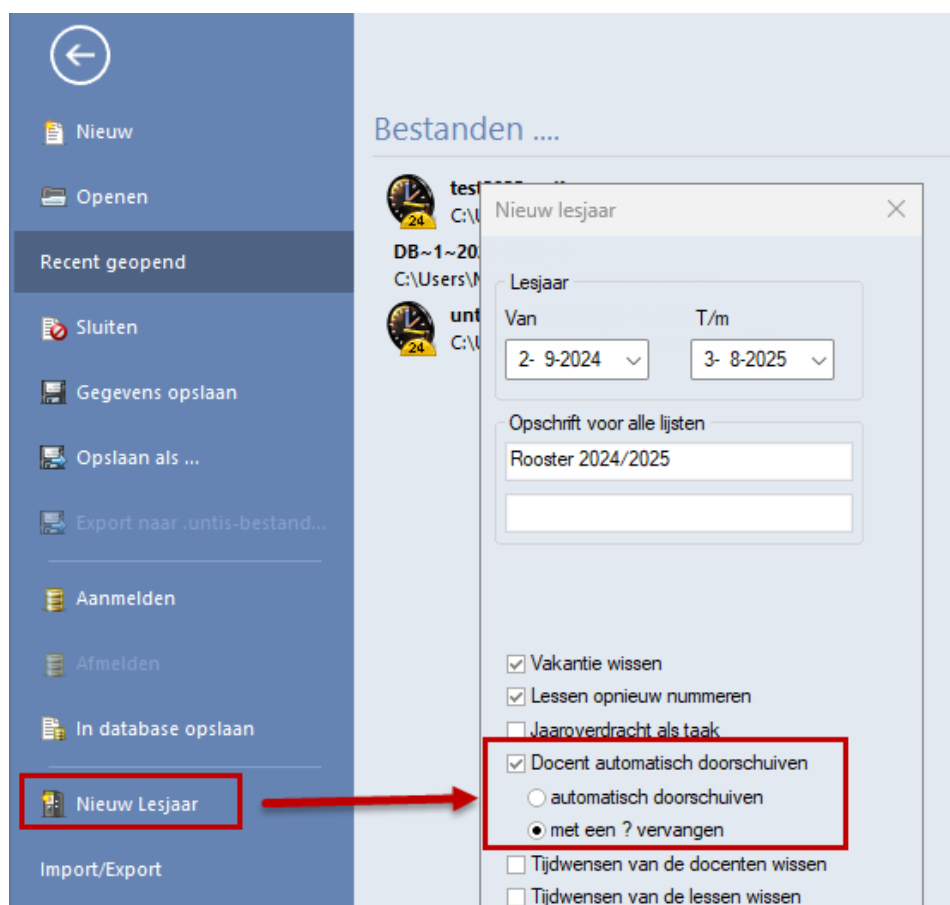 Nieuw
Openen
Recent geopend
Sluiten
Gegevens opslaan
Opslaan als ...
Export naar .untis-bestand...
Aanmelden
Afmelden
In database opslaan
Nieuw Lesjaar
Import/Export
Bestanden ....
24
C:\
DB~1~20
C:\Users\
24
C:\
Nieuw lesjaar
Lesjaar
Van T/m
2- 9-2024 3- 8-2025
Opschrift voor alle lijsten
Rooster 2024/2025
Vakantie wissen
Lessen opnieuw nummeren
Jaaroverdracht als taak
Docent automatisch doorschuiven
automatisch doorschuiven
met een ? vervangen
Tijdwensen van de docenten wissen
Tijdwensen van de lessen wissen